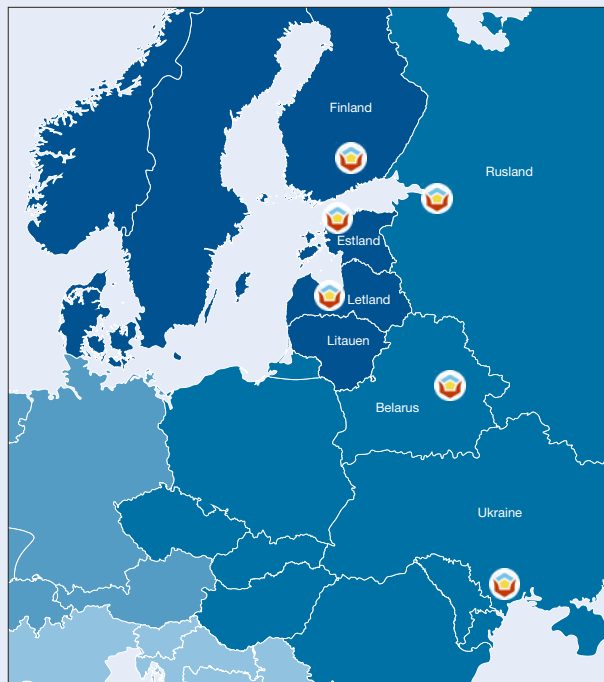 Finland
Rusland
Estland
Letland
Litauen
Belarus
Ukraine